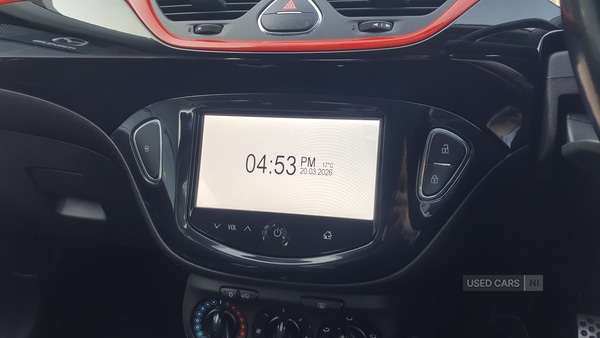 04:53 PM 17°C
20.03.2026
VOL
USED CARS NI